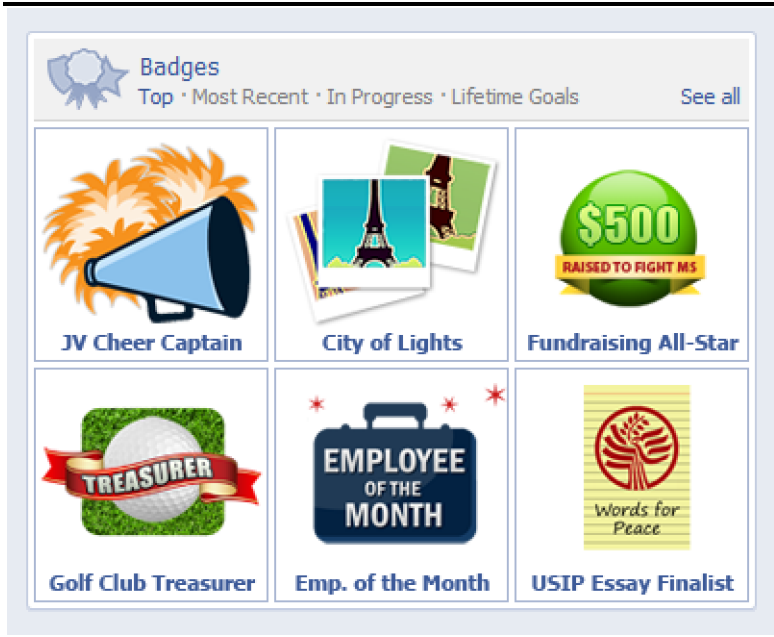 Badges
Top · Most Recent · In Progress · Lifetime Goals See all
JV Cheer Captain
City of Lights
$500
RAISED TO FIGHT MS
Fundraising All-Star
TREASURER
Golf Club Treasurer
EMPLOYEE
OF THE
MONTH
Emp. of the Month
Words for
Peace
USIP Essay Finalist